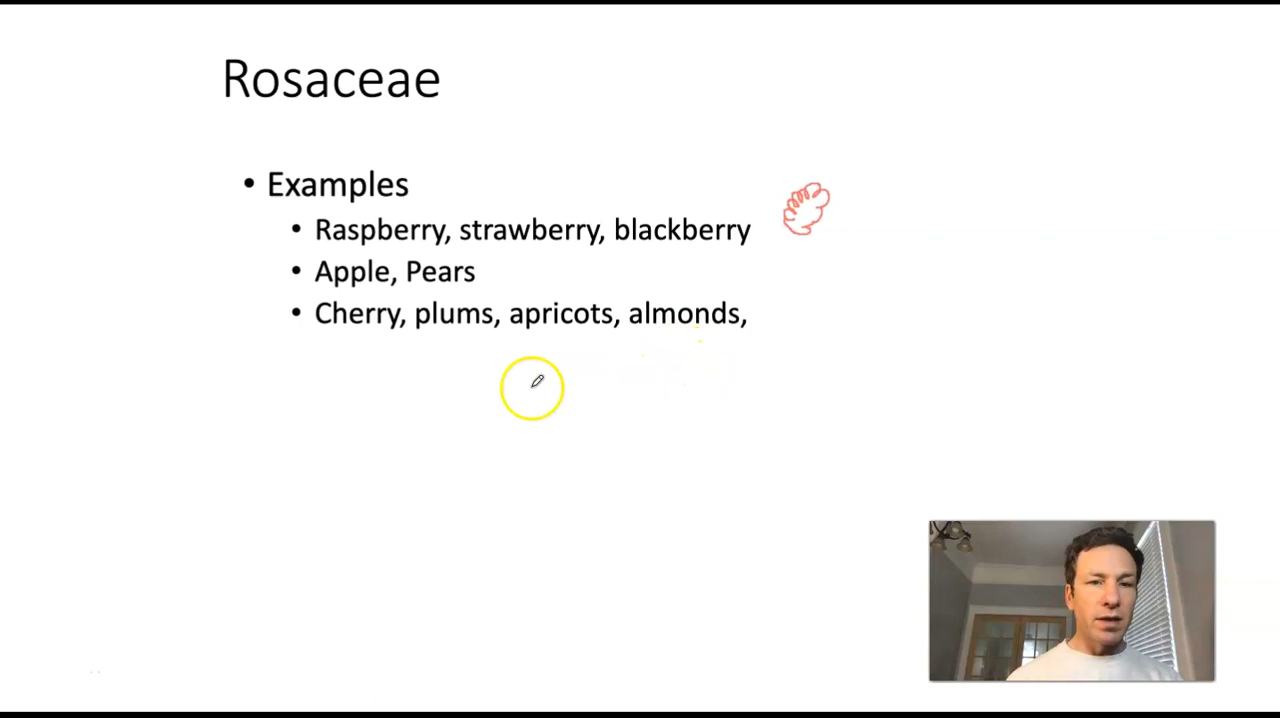 Rosaceae
• Examples
• Raspberry, strawberry, blackberry
• Apple, Pears
• Cherry, plums, apricots, almonds,